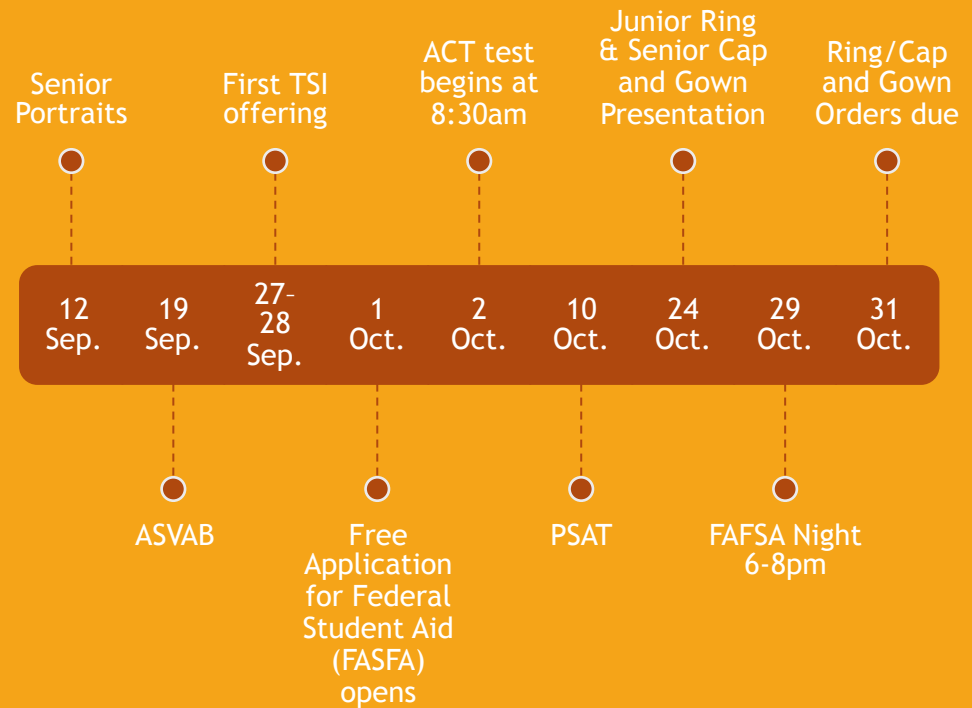 Senior
Portraits
First TSI
offering
ACT test
begins at
8:30am
Junior Ring
& Senior Cap
and Gown
Presentation
Ring/Cap
and Gown
Orders due
12
Sep.
19
Sep.
27–
28
Sep.
1
Oct.
2
Oct.
10
Oct.
24
Oct.
29
Oct.
31
Oct.
ASVAB
Free
Application
for Federal
Student Aid
(FASFA)
opens
PSAT
FAFSA Night
6-8pm